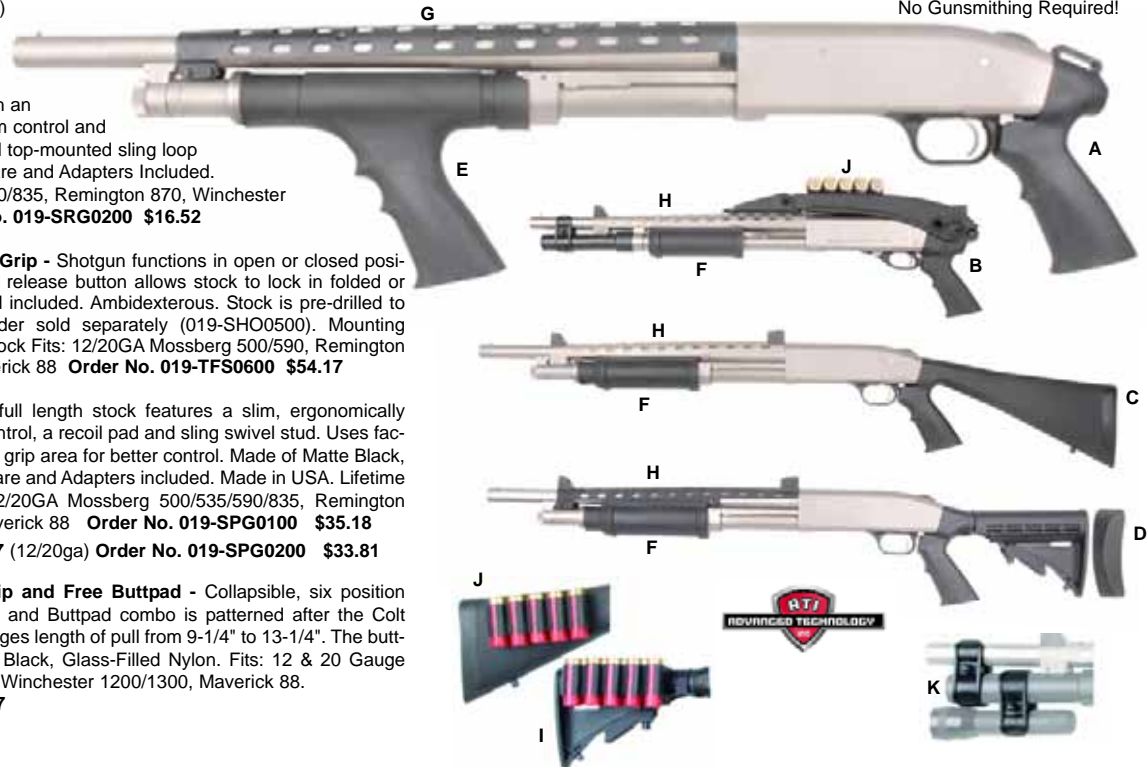 )
No Gunsmithing Required!
G
n an
m control and
l top-mounted sling loop
are and Adapters Included.
0/835, Remington 870, Winchester
o. 019-SRG0200 $16.52
E
A
J
H
F
B
Grip - Shotgun functions in open or closed posi-
release button allows stock to lock in folded or
l included. Ambidexterous. Stock is pre-drilled to
der sold separately (019-SHO0500). Mounting
ock Fits: 12/20GA Mossberg 500/590, Remington
erick 88 Order No. 019-TFS0600 $54.17
H
F
C
full length stock features a slim, ergonomically
ntrol, a recoil pad and sling swivel stud. Uses fac-
grip area for better control. Made of Matte Black,
are and Adapters included. Made in USA. Lifetime
2/20GA Mossberg 500/535/590/835, Remington
verick 88 Order No. 019-SPG0100 $35.18
7 (12/20ga) Order No. 019-SPG0200 $33.81
H
F
D
ip and Free Buttpad - Collapsible, six position
and Buttpad combo is patterned after the Colt
ges length of pull from 9-1/4" to 13-1/4". The butt-
Black, Glass-Filled Nylon. Fits: 12 & 20 Gauge
Winchester 1200/1300, Maverick 88.
7
J
I
ATI
ADVANCED TECHNOLOGY
INC
K